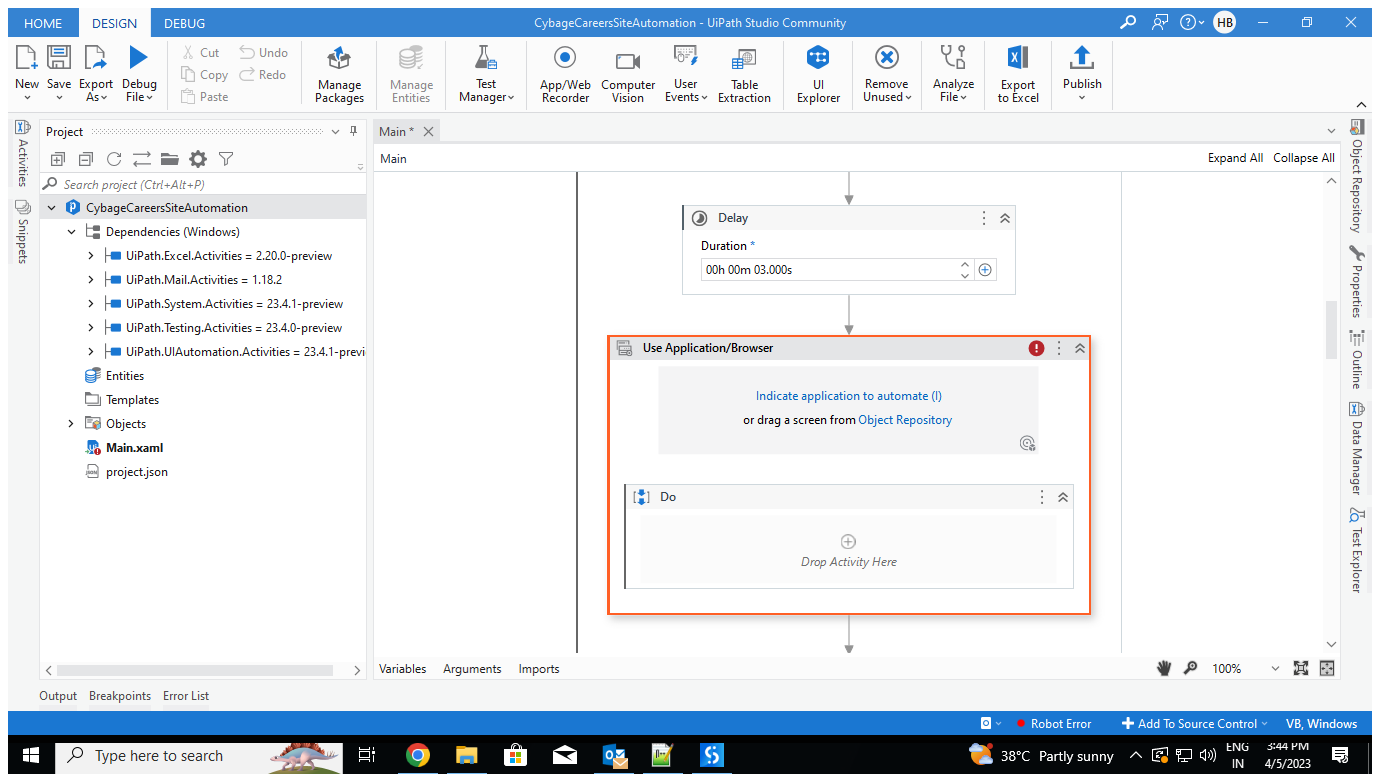 HOME DESIGN DEBUG CybageCareersSiteAutomation - UiPath Studio Community HB
New Save Export As Debug File Cut Copy Paste Undo Redo Manage Packages Manage Entities Test Manager App/Web Recorder Computer Vision User Events Table Extraction UI Explorer Remove Unused Analyze File Export to Excel Publish
Activities
Snippets
Project
Search project (Ctrl+Alt+P)
CybageCareersSiteAutomation
Dependencies (Windows)
UiPath.Excel.Activities = 2.20.0-preview
UiPath.Mail.Activities = 1.18.2
UiPath.System.Activities = 23.4.1-preview
UiPath.Testing.Activities = 23.4.0-preview
UiPath.UIAutomation.Activities = 23.4.1-previ
Entities
Templates
Objects
Main.xaml
project.json
Main *
Main Expand All Collapse All
Delay
Duration *
00h 00m 03.000s
Use Application/Browser
Indicate application to automate (I)
or drag a screen from Object Repository
Do
Drop Activity Here
Variables Arguments Imports 100%
Object Repository
Properties
Outline
Data Manager
Test Explorer
Output Breakpoints Error List
Robot Error Add To Source Control VB, Windows
Type here to search 38°C Partly sunny ENG IN 3:44 PM 4/5/2023